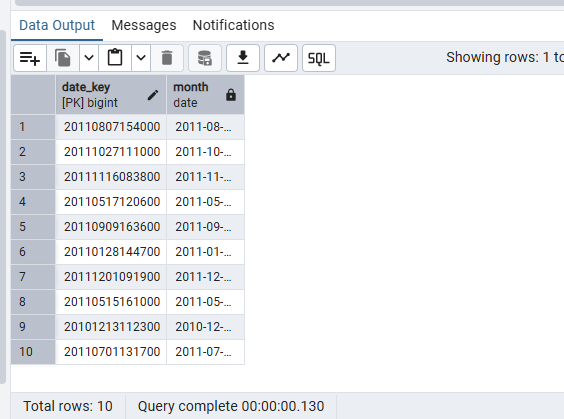 Data Output Messages Notifications
SQL Showing rows: 1 to
date_key month
[PK] bigint date
1 20110807154000 2011-08-...
2 20111027111000 2011-10-...
3 20111116083800 2011-11-...
4 20110517120600 2011-05-...
5 20110909163600 2011-09-...
6 20110128144700 2011-01-...
7 20111201091900 2011-12-...
8 20110515161000 2011-05-...
9 20101213112300 2010-12-...
10 20110701131700 2011-07-...
Total rows: 10 Query complete 00:00:00.130